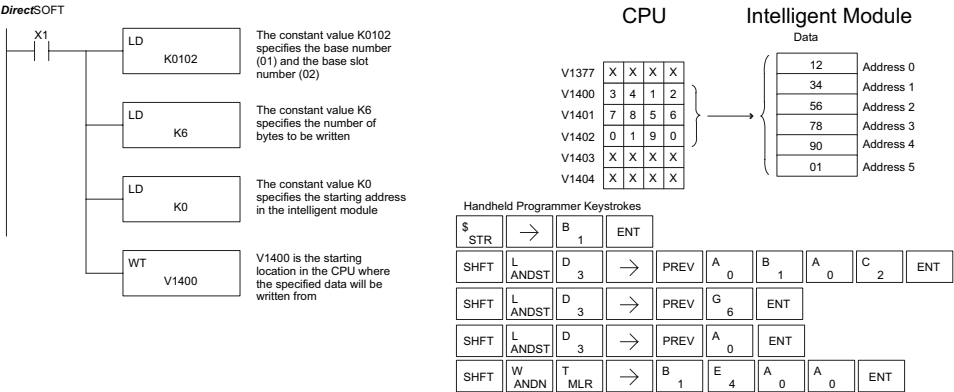 DirectSOFT
X1
LD
K0102
The constant value K0102
specifies the base number
(01) and the base slot
number (02)
LD
K6
The constant value K6
specifies the number of
bytes to be written
LD
K0
The constant value K0
specifies the starting address
in the intelligent module
WT
V1400
V1400 is the starting
location in the CPU where
the specified data will be
written from
CPU Intelligent Module
Data
V1377 X X X X
V1400 3 4 1 2
V1401 7 8 5 6
V1402 0 1 9 0
V1403 X X X X
V1404 X X X X
12 Address 0
34 Address 1
56 Address 2
78 Address 3
90 Address 4
01 Address 5
Handheld Programmer Keystrokes
$ STR → B 1 ENT
SHFT L ANDST D 3 → PREV A 0 B 1 A 0 C 2 ENT
SHFT L ANDST D 3 → PREV G 6 ENT
SHFT L ANDST D 3 → PREV A 0 ENT
SHFT W ANDN T MLR → B 1 E 4 A 0 A 0 ENT